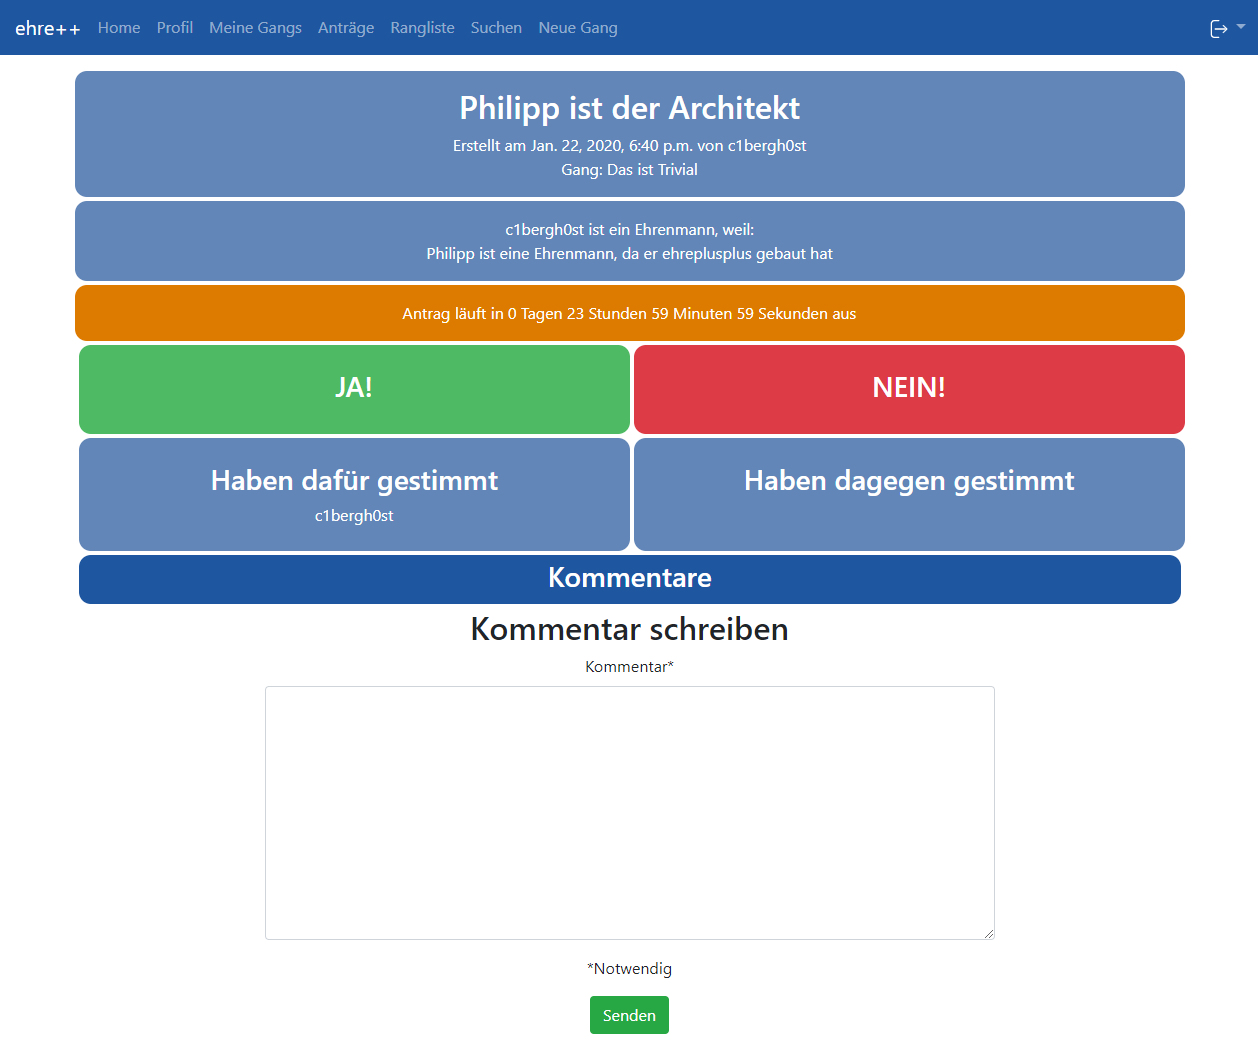 ehre++ Home Profil Meine Gangs Anträge Rangliste Suchen Neue Gang
Philipp ist der Architekt
Erstellt am Jan. 22, 2020, 6:40 p.m. von c1bergh0st
Gang: Das ist Trivial
c1bergh0st ist ein Ehrenmann, weil:
Philipp ist eine Ehrenmann, da er ehreplusplus gebaut hat
Antrag läuft in 0 Tagen 23 Stunden 59 Minuten 59 Sekunden aus
JA!
NEIN!
Haben dafür gestimmt
c1bergh0st
Haben dagegen gestimmt
Kommentare
Kommentar schreiben
Kommentar*
*Notwendig
Senden